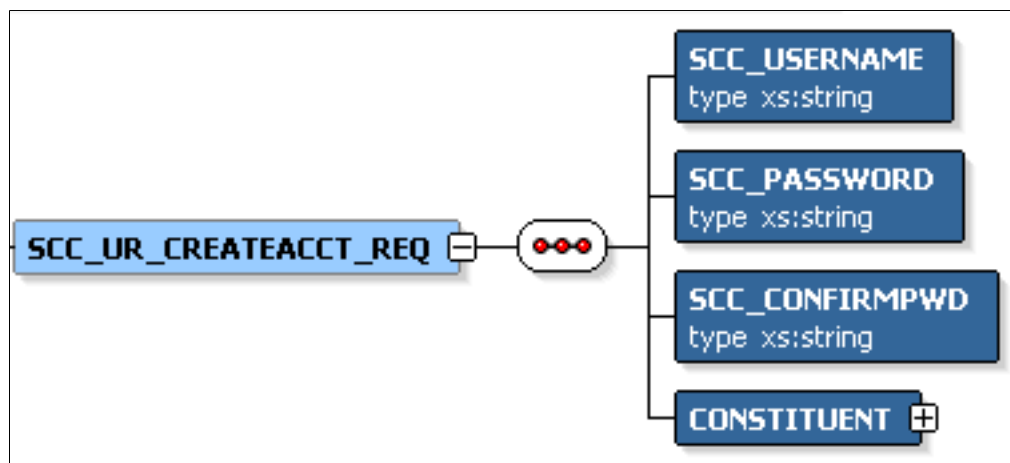 SCC_USERNAME
type xs:string
SCC_PASSWORD
type xs:string
SCC_UR_CREATEACCT_REQ
SCC_CONFIRMPWD
type xs:string
CONSTITUENT